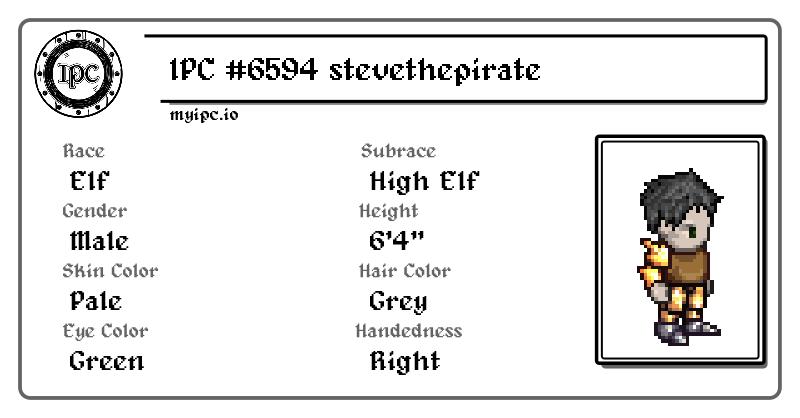 IPC
IPC #6594 stevethepirate
myipc.io
Race
Subrace
Elf
High Elf
Gender
Height
Male
6'4"
Skin Color
Hair Color
Pale
Grey
Eye Color
Handedness
Green
Right